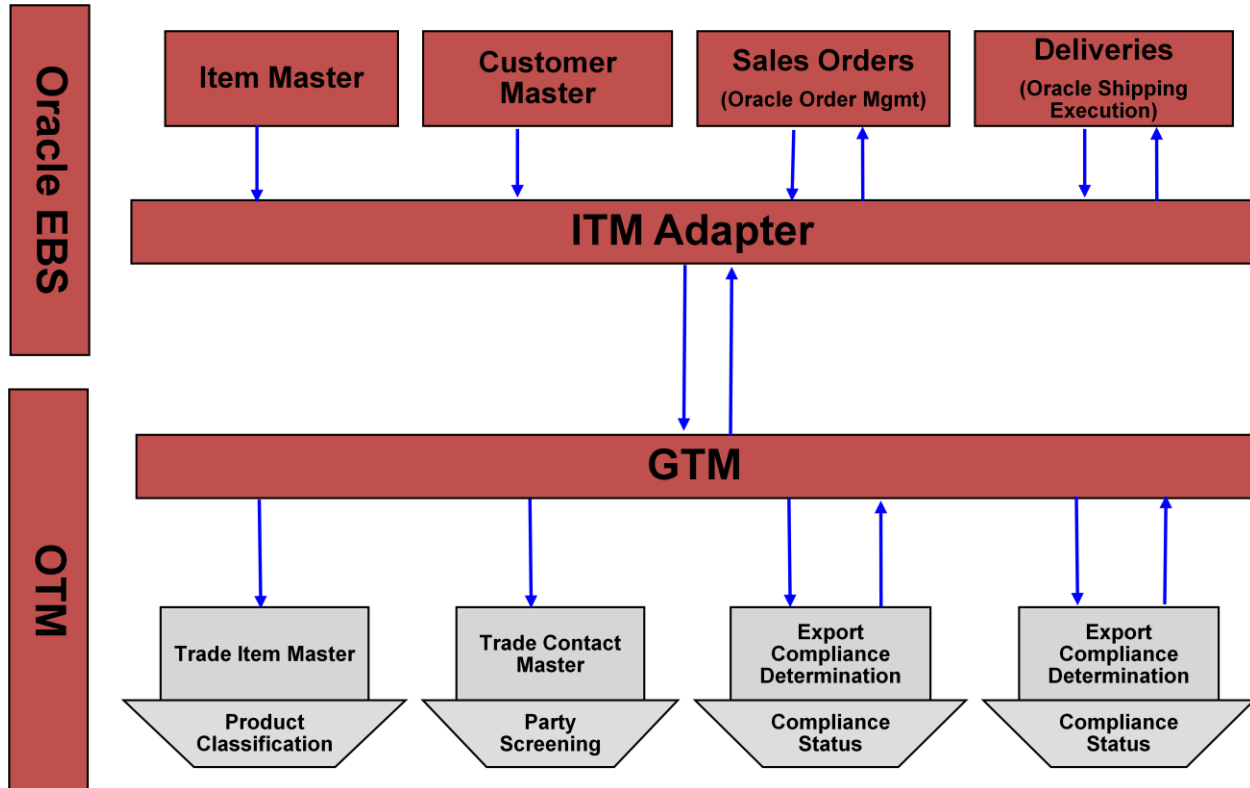 Oracle EBS
Item Master
Customer
Master
Sales Orders
(Oracle Order Mgmt)
Deliveries
(Oracle Shipping
Execution)
ITM Adapter
OTM
GTM
Trade Item Master
Product
Classification
Trade Contact
Master
Party
Screening
Export
Compliance
Determination
Compliance
Status
Export
Compliance
Determination
Compliance
Status